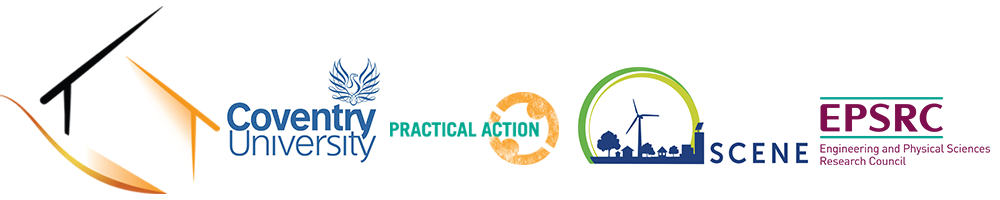 Coventry
University
PRACTICAL ACTION
SCENE
EPSRC
Engineering and Physical Sciences
Research Council